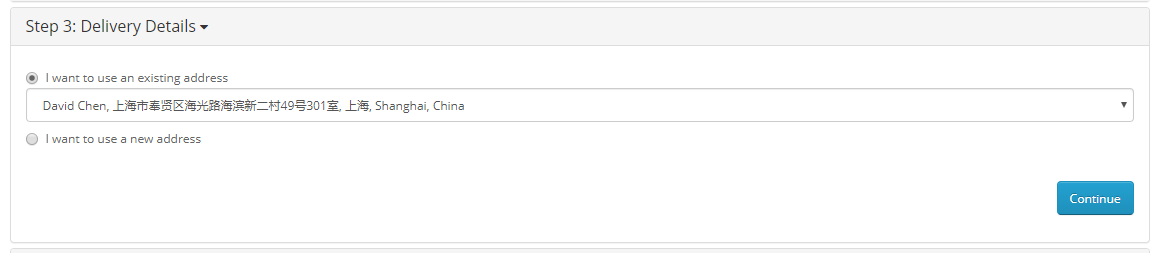 Step 3: Delivery Details
I want to use an existing address
David Chen, 上海市奉贤区海光路海滨新二村49号301室, 上海, Shanghai, China
I want to use a new address
Continue